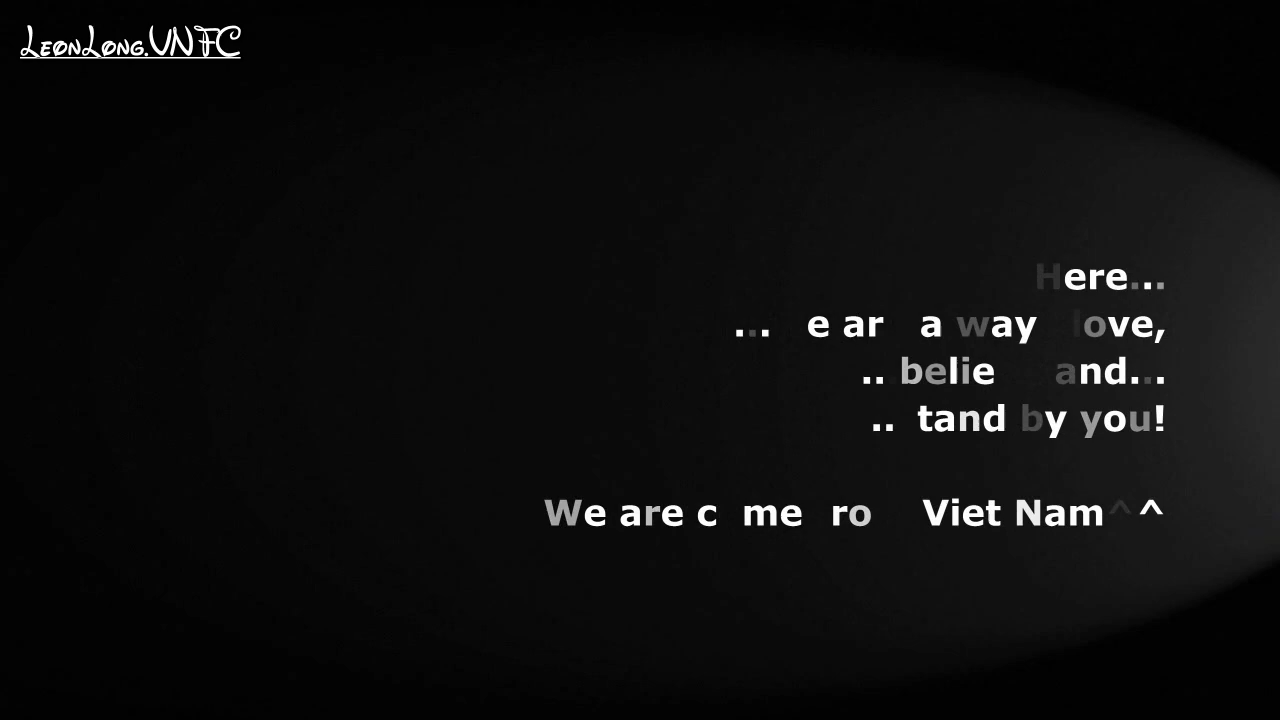 LeonLong.VNFC
Here...
... e ar a way love,
.. belie and...
.. tand by you!
We are c me ro Viet Nam^^